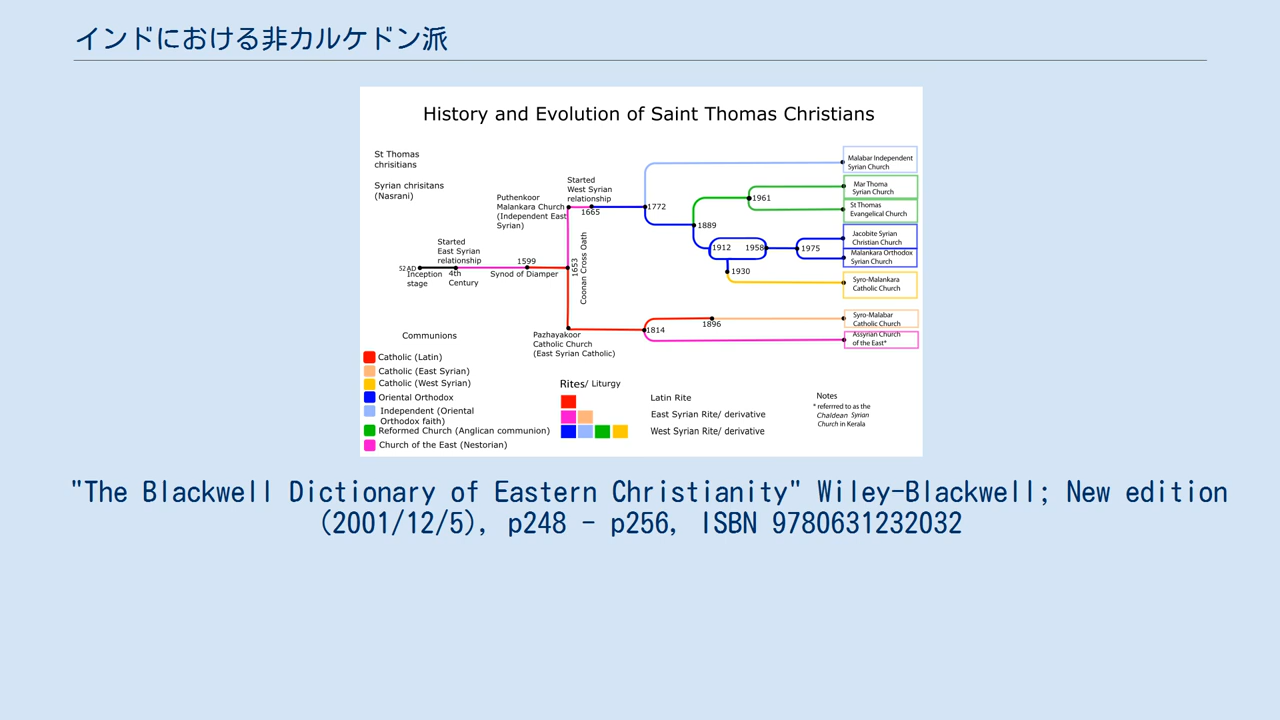 インドにおける非カルケドン派
History and Evolution of Saint Thomas Christians
St Thomas
chrisitians
Syrian chrisitans
(Nasrani)
Started
East Syrian
relationship
52AD
Inception
stage
4th
Century
1599
Synod of Diamper
Puthenkoor
Malankara Church
(Independent East
Syrian)
Started
West Syrian
relationship
1665
1653
Coonan Cross Oath
Pazhayakoor
Catholic Church
(East Syrian Catholic)
1772
1889
1961
1912
1958
1975
1930
1814
1896
Malabar Independent
Syrian Church
Mar Thoma
Syrian Church
St Thomas
Evangelical Church
Jacobite Syrian
Christian Church
Malankara Orthodox
Syrian Church
Syro-Malankara
Catholic Church
Syro-Malabar
Catholic Church
Assyrian Church
of the East*
Communions
Catholic (Latin)
Catholic (East Syrian)
Catholic (West Syrian)
Oriental Orthodox
Independent (Oriental
Orthodox faith)
Reformed Church (Anglican communion)
Church of the East (Nestorian)
Rites/ Liturgy
Latin Rite
East Syrian Rite/ derivative
West Syrian Rite/ derivative
Notes
* referrred to as the
Chaldean Syrian
Church in Kerala
"The Blackwell Dictionary of Eastern Christianity" Wiley-Blackwell; New edition
(2001/12/5), p248 - p256, ISBN 9780631232032